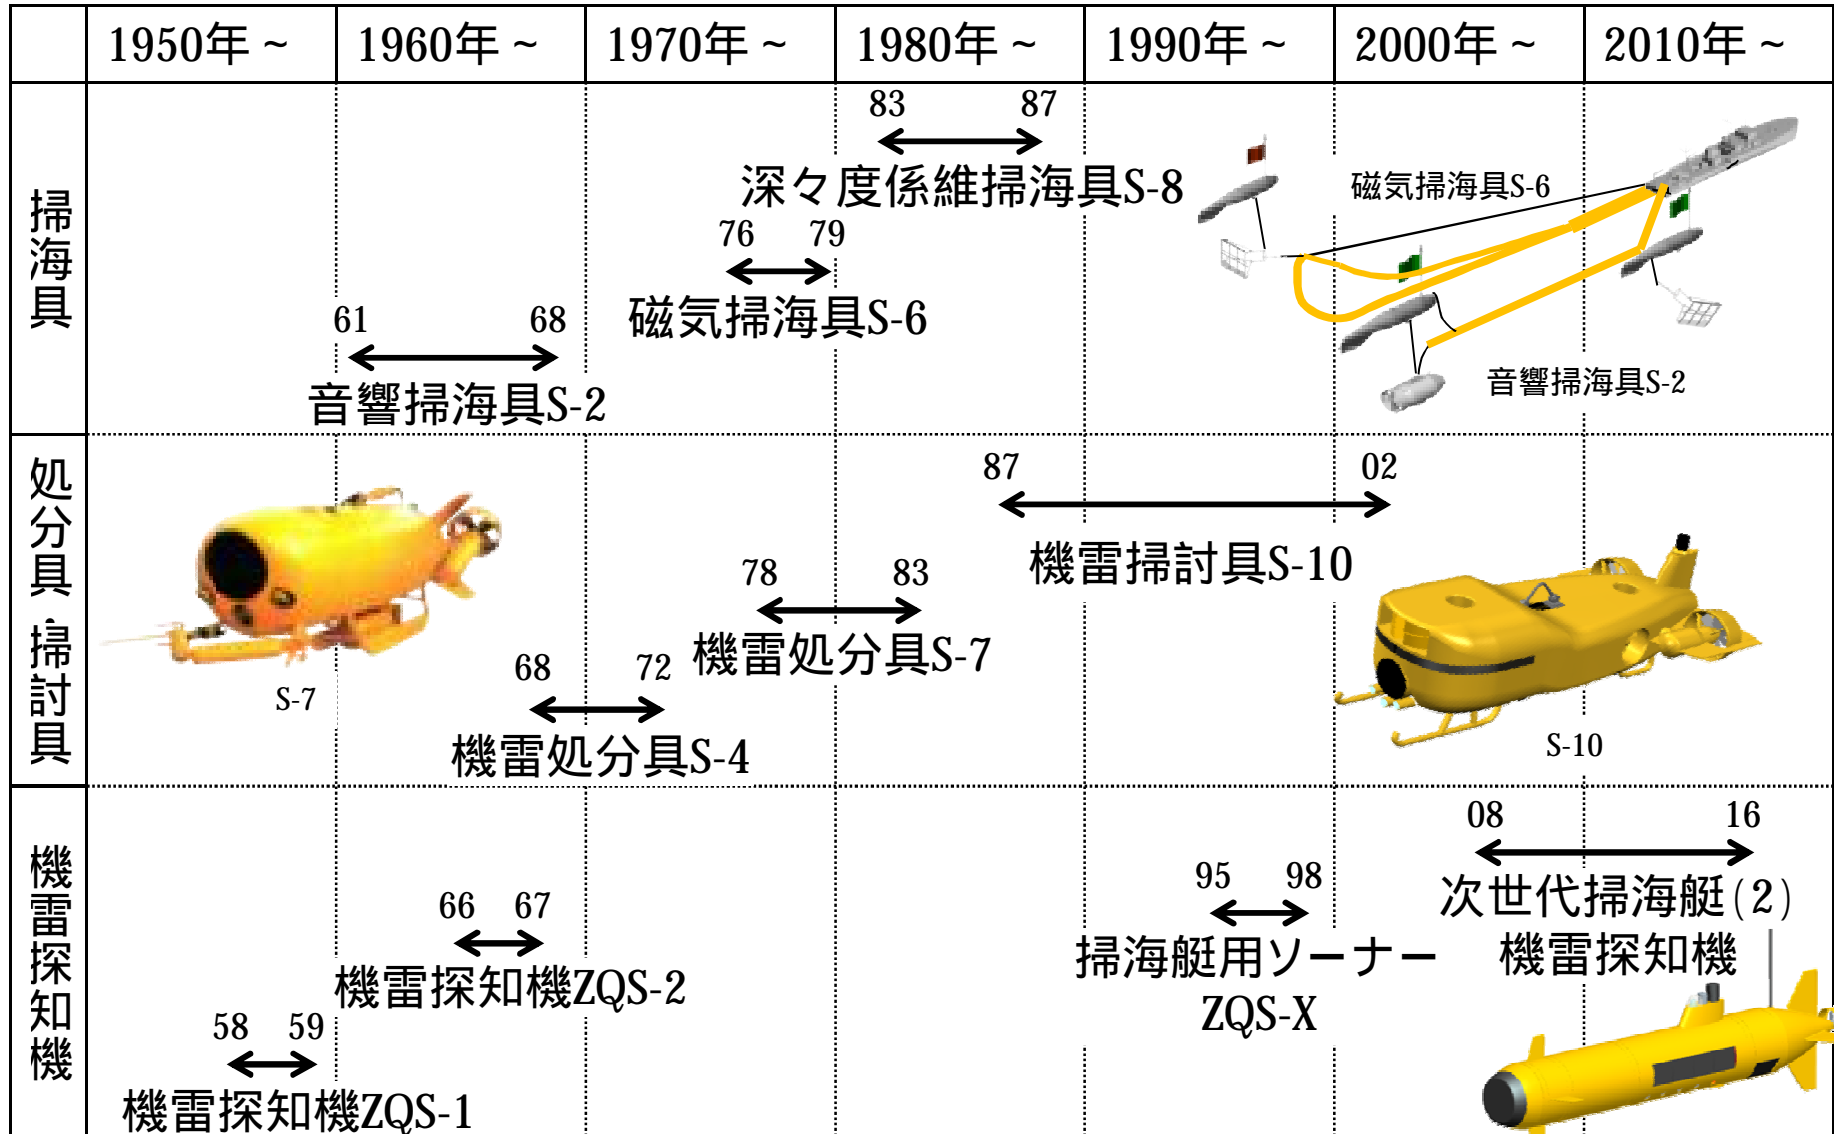 1950年～
1960年～
1970年～
1980年～
1990年～
2000年～
2010年～
掃海具
83 87
深々度係維掃海具S-8
76 79
磁気掃海具S-6
61 68
音響掃海具S-2
磁気掃海具S-6
音響掃海具S-2
処分具・掃討具
87 02
機雷掃討具S-10
78 83
機雷処分具S-7
68 72
機雷処分具S-4
S-7
S-10
機雷探知機
08 16
次世代掃海艇(2)
機雷探知機
95 98
掃海艇用ソーナー
ZQS-X
66 67
機雷探知機ZQS-2
58 59
機雷探知機ZQS-1